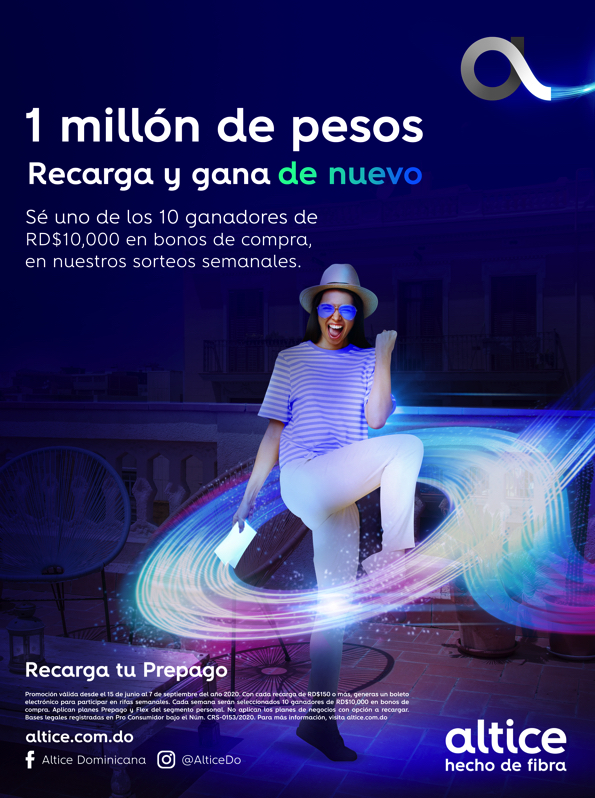 1 millón de pesos
Recarga y gana de nuevo
Sé uno de los 10 ganadores de
RD$10,000 en bonos de compra,
en nuestros sorteos semanales.
Recarga tu Prepago
Promoción válida desde el 15 de junio al 7 de septiembre del año 2020. Con cada recarga de RD$150 o más, generas un boleto
electrónico para participar en rifas semanales. Cada semana serán seleccionados 10 ganadores de RD$10,000 en bonos de
compra. Aplican planes Prepago y Flex del segmento personal. No aplican los planes de negocios con opción a recargar.
Bases legales registradas en Pro Consumidor bajo el Núm. CRS-0153/2020. Para más información, visita altice.com.do
altice.com.do
Altice Dominicana @AlticeDo
altice
hecho de fibra